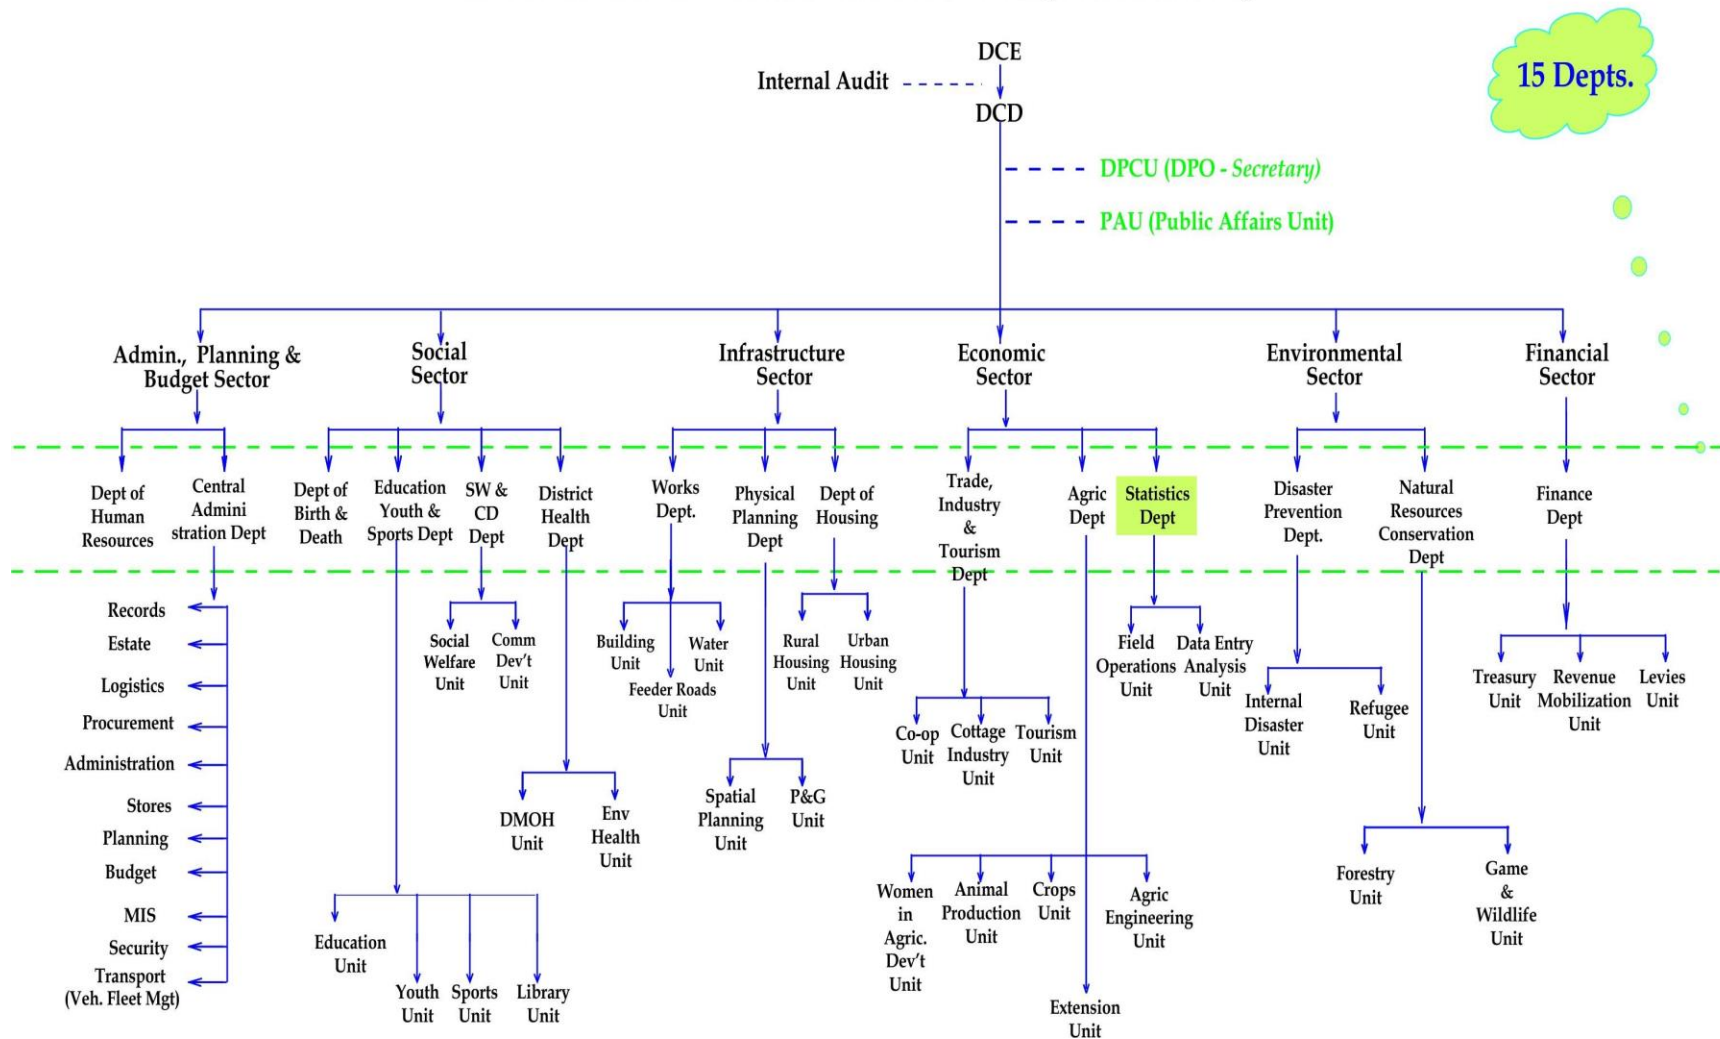 DCE
Internal Audit
DCD
15 Depts.
DPCU (DPO - Secretary)
PAU (Public Affairs Unit)
Admin., Planning &
Budget Sector
Social
Sector
Infrastructure
Sector
Economic
Sector
Environmental
Sector
Financial
Sector
Dept of
Human
Resources
Central
Admini
stration Dept
Dept of
Birth &
Death
Education
Youth &
Sports Dept
SW &
CD
Dept
District
Health
Dept
Works
Dept.
Physical
Planning
Dept
Dept of
Housing
Trade,
Industry
&
Tourism
Dept
Agric
Dept
Statistics
Dept
Disaster
Prevention
Dept.
Natural
Resources
Conservation
Dept
Finance
Dept
Records
Estate
Logistics
Procurement
Administration
Stores
Planning
Budget
MIS
Security
Transport
(Veh. Fleet Mgt)
Education
Unit
Youth
Unit
Sports
Unit
Library
Unit
Social
Welfare
Unit
Comm
Dev't
Unit
DMOH
Unit
Env
Health
Unit
Building
Unit
Feeder Roads
Unit
Water
Unit
Spatial
Planning
Unit
P&G
Unit
Rural
Housing
Unit
Urban
Housing
Unit
Co-op
Unit
Cottage
Industry
Unit
Tourism
Unit
Women
in
Agric.
Dev't
Unit
Animal
Production
Unit
Crops
Unit
Agric
Engineering
Unit
Extension
Unit
Field
Operations
Unit
Data Entry
Analysis
Unit
Internal
Disaster
Unit
Refugee
Unit
Forestry
Unit
Game
&
Wildlife
Unit
Treasury
Unit
Revenue
Mobilization
Unit
Levies
Unit